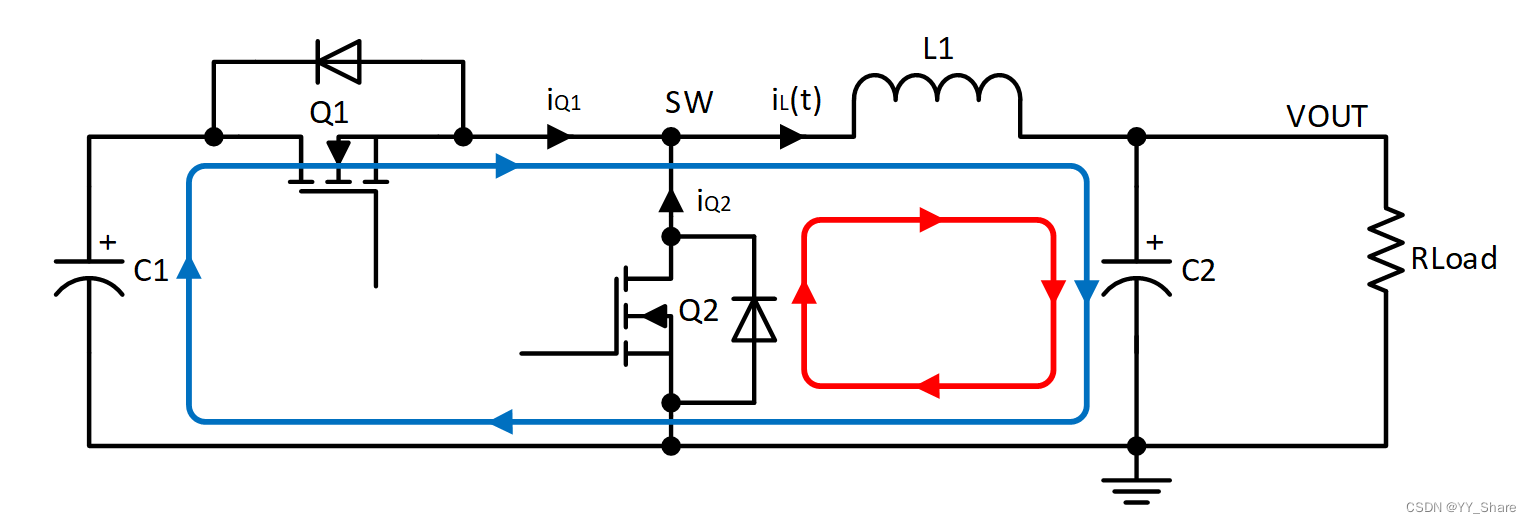 L1
Q1
iQ1
SW
iL(t)
VOUT
iQ2
+
C1
+
C2
RLoad
Q2
CSDN @YY_Share